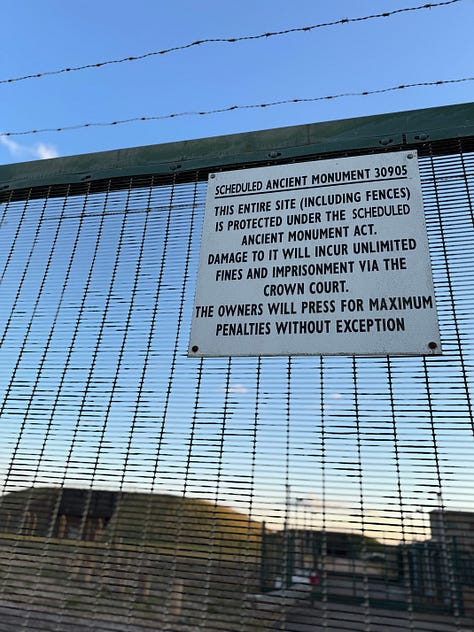 SCHEDULED ANCIENT MONUMENT 30905
THIS ENTIRE SITE (INCLUDING FENCES)
IS PROTECTED UNDER THE SCHEDULED
ANCIENT MONUMENT ACT.
DAMAGE TO IT WILL INCUR UNLIMITED
FINES AND IMPRISONMENT VIA THE
CROWN COURT.
THE OWNERS WILL PRESS FOR MAXIMUM
PENALTIES WITHOUT EXCEPTION